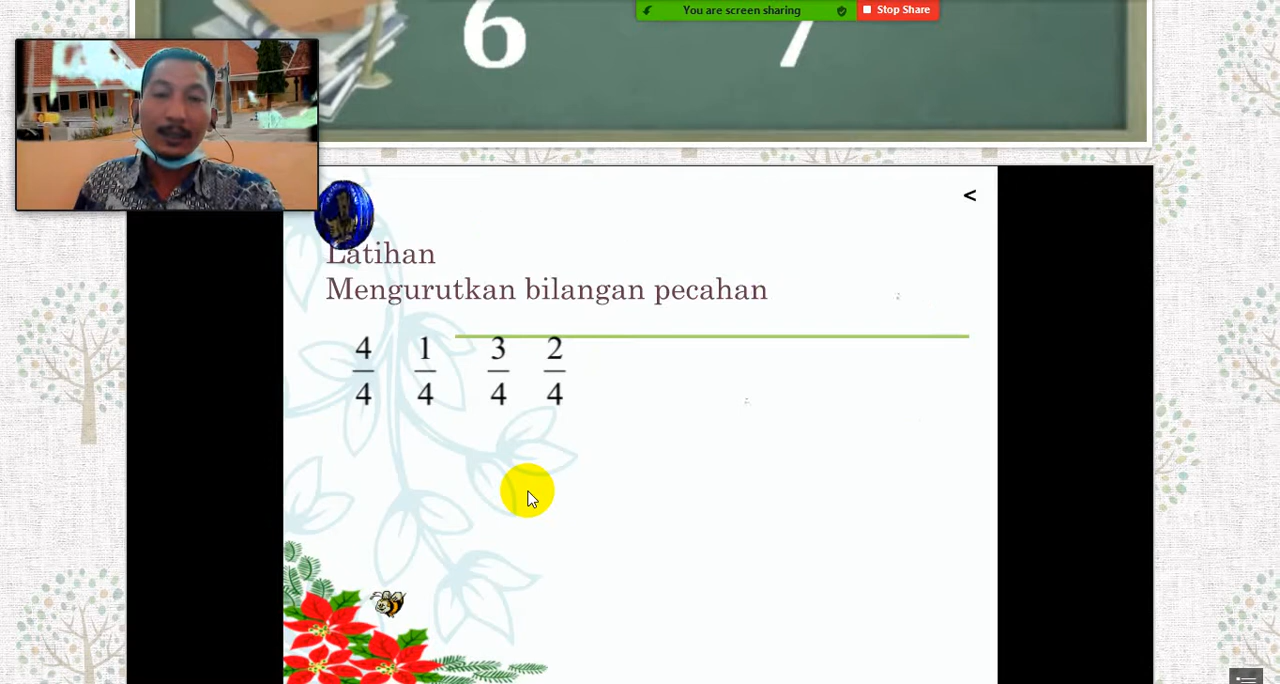 6 7
You are screen sharing Stop Share
<
Latihan
Mengurutkan bilangan pecahan
4 1 3 2
4 4 4 4